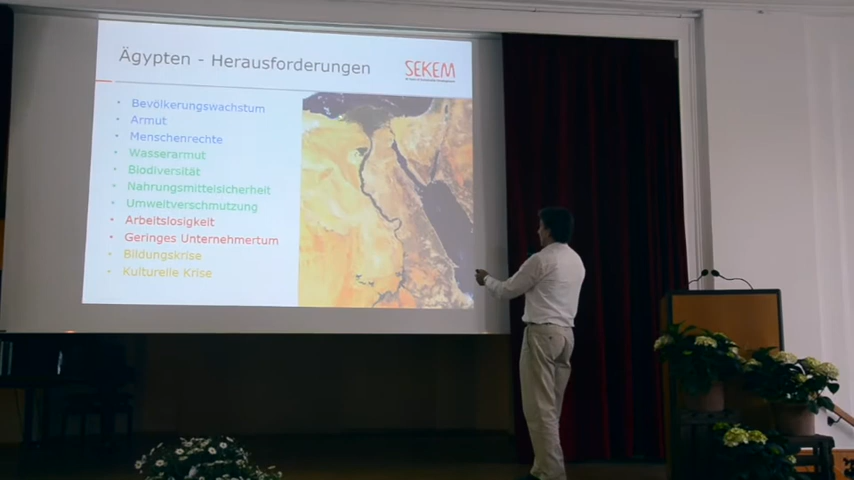 Ägypten - Herausforderungen
SEKEM
Bevölkerungswachstum
Armut
Menschenrechte
Wasserarmut
Biodiversität
Nahrungsmittelsicherheit
Umweltverschmutzung
Arbeitslosigkeit
Geringes Unternehmertum
Bildungskrise
Kulturelle Krise